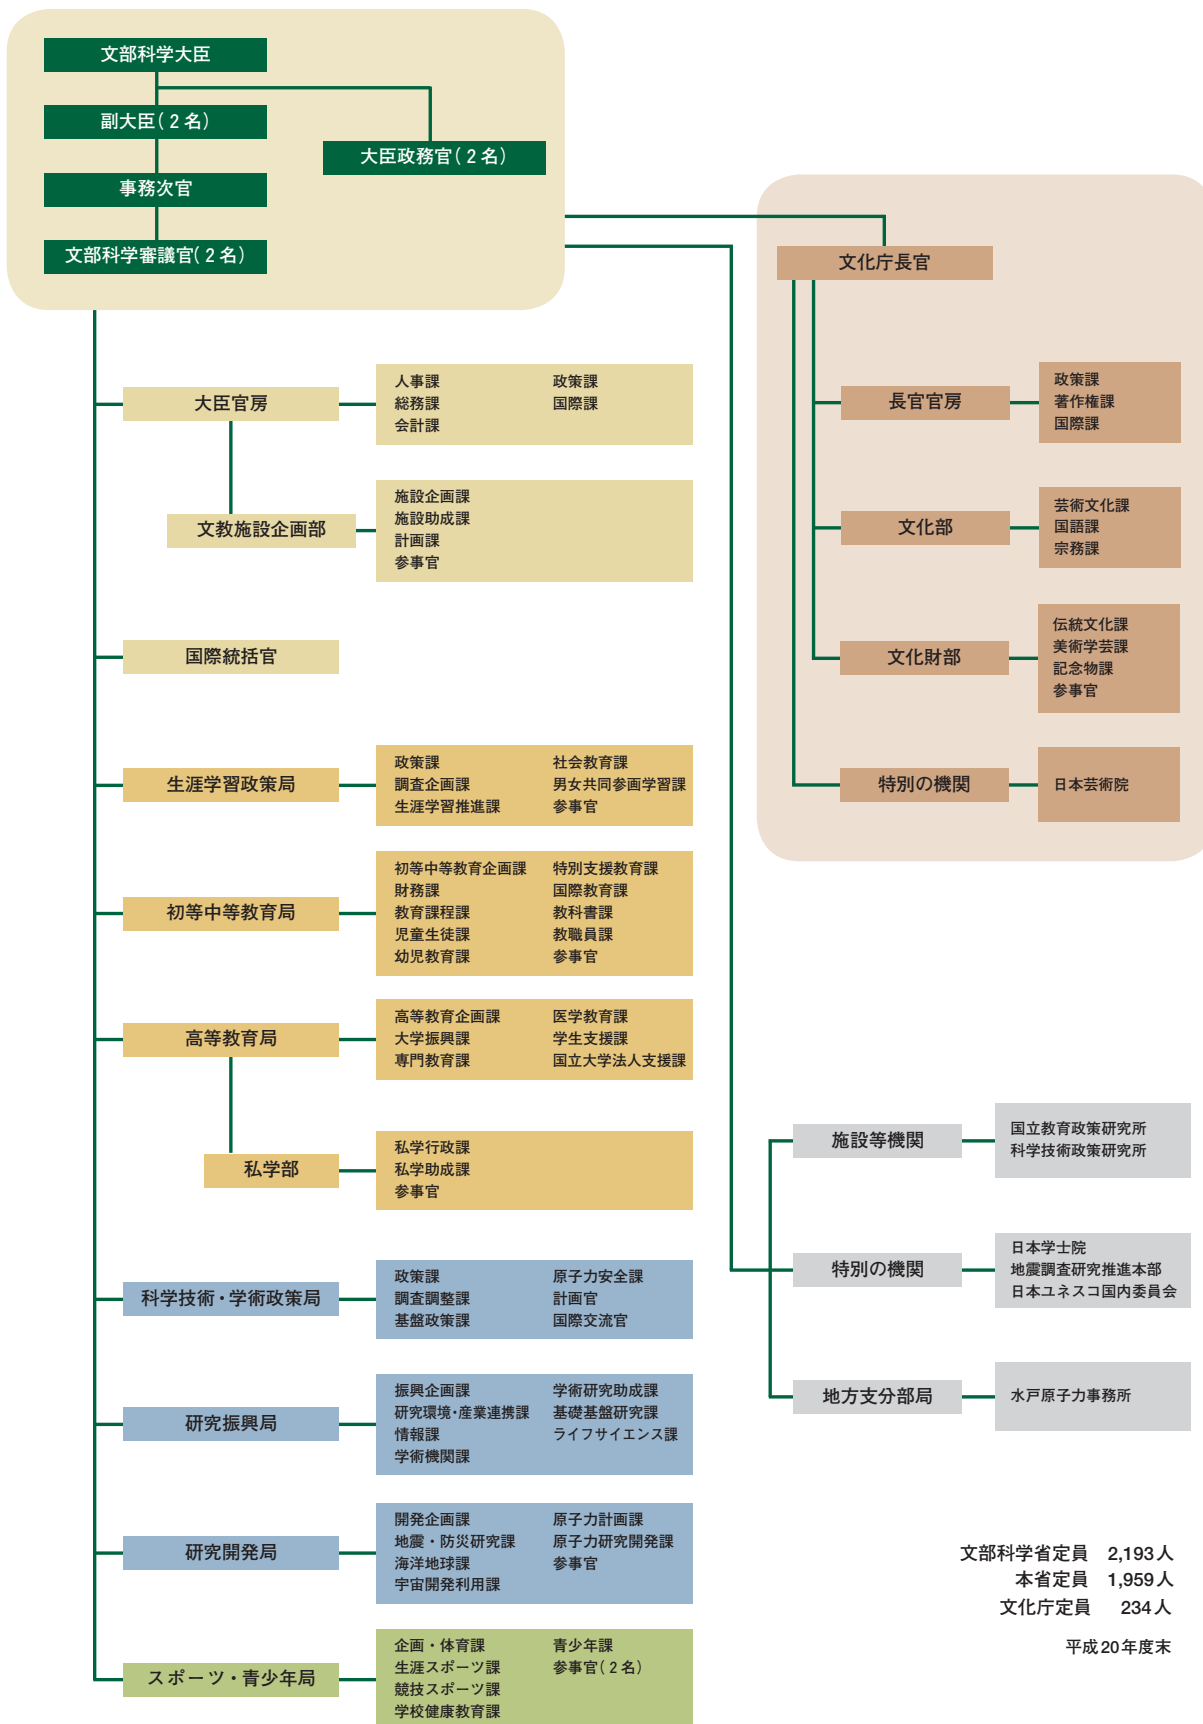 文部科学大臣
副大臣(2名)
大臣政務官(2名)
事務次官
文部科学審議官(2名)
大臣官房
人事課
総務課
会計課
政策課
国際課
文教施設企画部
施設企画課
施設助成課
計画課
参事官
国際統括官
生涯学習政策局
政策課
調査企画課
生涯学習推進課
社会教育課
男女共同参画学習課
参事官
初等中等教育局
初等中等教育企画課
財務課
教育課程課
児童生徒課
幼児教育課
特別支援教育課
国際教育課
教科書課
教職員課
参事官
高等教育局
高等教育企画課
大学振興課
専門教育課
医学教育課
学生支援課
国立大学法人支援課
私学部
私学行政課
私学助成課
参事官
科学技術・学術政策局
政策課
調査調整課
基盤政策課
原子力安全課
計画官
国際交流官
研究振興局
振興企画課
研究環境・産業連携課
情報課
学術機関課
学術研究助成課
基礎基盤研究課
ライフサイエンス課
研究開発局
開発企画課
地震・防災研究課
海洋地球課
宇宙開発利用課
原子力計画課
原子力研究開発課
参事官
スポーツ・青少年局
企画・体育課
生涯スポーツ課
競技スポーツ課
学校健康教育課
青少年課
参事官(2名)
文化庁長官
長官官房
政策課
著作権課
国際課
文化部
芸術文化課
国語課
宗務課
文化財部
伝統文化課
美術学芸課
記念物課
参事官
特別の機関
日本芸術院
施設等機関
国立教育政策研究所
科学技術政策研究所
特別の機関
日本学士院
地震調査研究推進本部
日本ユネスコ国内委員会
地方支分部局
水戸原子力事務所
文部科学省定員 2,193人
本省定員 1,959人
文化庁定員 234人
平成20年度末